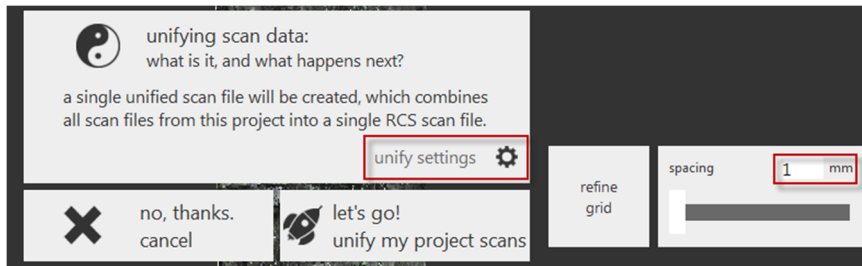 unifying scan data:
what is it, and what happens next?
a single unified scan file will be created, which combines
all scan files from this project into a single RCS scan file.
unify settings
no, thanks.
cancel
let's go!
unify my project scans
refine
grid
spacing 1 mm